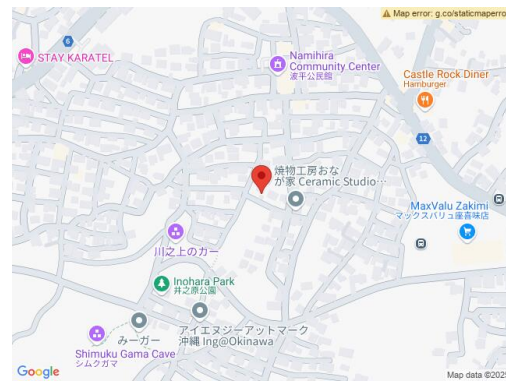 Map error: g.co/staticmaperro
6
STAY KARATEL
Namihira
Community Center
波平公民館
Castle Rock Diner
Hamburger
12
焼物工房おな
が家 Ceramic Studio…
MaxValu Zakimi
マックスバリュ座喜味店
川之上のカー
Inohara Park
井之原公園
アイエヌジーアットマーク
沖縄 Ing@Okinawa
みーガー
Shimuku Gama Cave
シムクガマ
Google
Map data ©2025